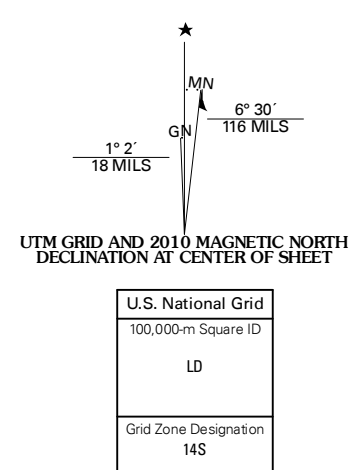 MN
6° 30´
116 MILS
GN
1° 2´
18 MILS
UTM GRID AND 2010 MAGNETIC NORTH
DECLINATION AT CENTER OF SHEET
U.S. National Grid
100,000-m Square ID
LD
Grid Zone Designation
14S